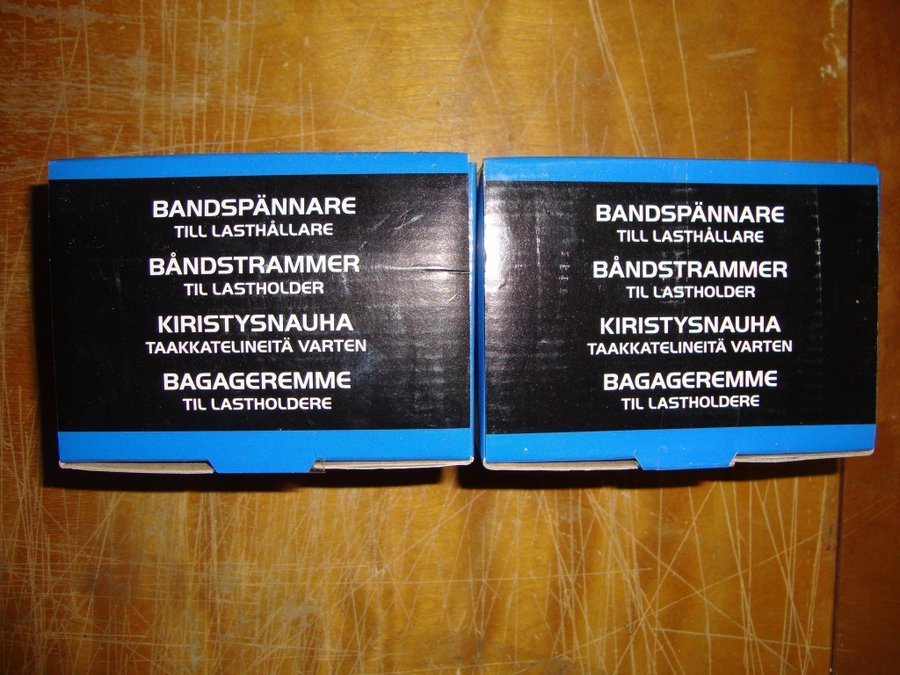 BANDSPÄNNARE
TILL LASTHÅLLARE
BÅNDSTRAMMER
TIL LASTHOLDER
KIRISTYSNAUHA
TAAKKATELINEITÄ VARTEN
BAGAGEREMME
TIL LASTHOLDERE
BANDSPÄNNARE
TILL LASTHÅLLARE
BÅNDSTRAMMER
TIL LASTHOLDER
KIRISTYSNAUHA
TAAKKATELINEITÄ VARTEN
BAGAGEREMME
TIL LASTHOLDERE